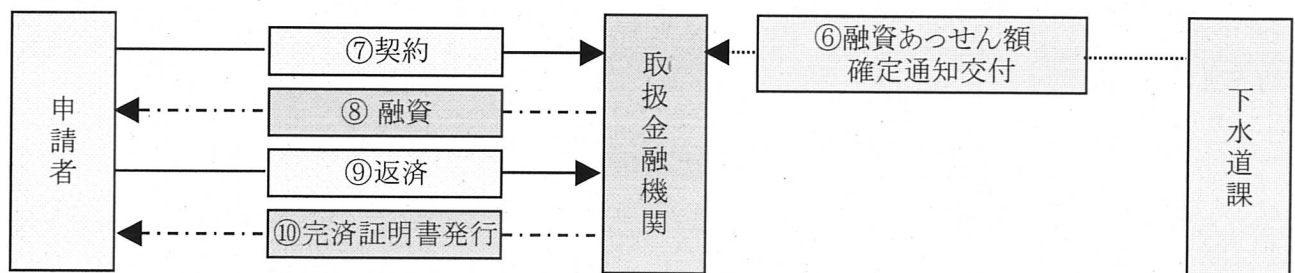 申請者
⑦契約
⑧ 融資
⑨返済
⑩完済証明書発行
取扱金融機関
⑥融資あっせん額
確定通知交付
下水道課